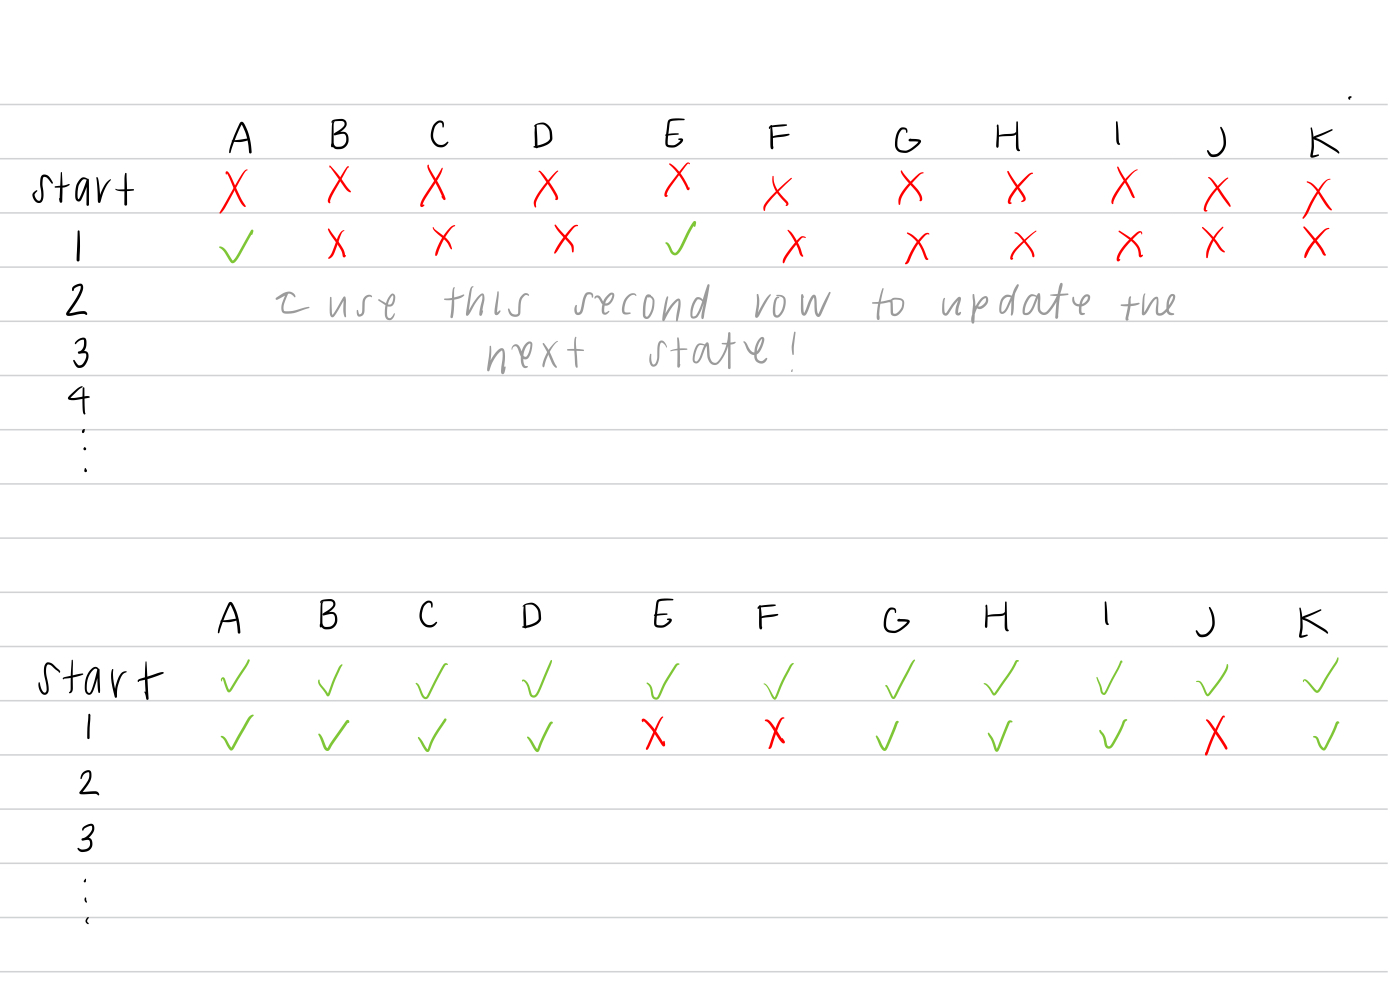 A B C D E F G H I J K
start X X X X X X X X X X X
1 ✓ X X X ✓ X X X X X X
2 use this second row to update the
3 next state!
4
⋮
A B C D E F G H I J K
start ✓ ✓ ✓ ✓ ✓ ✓ ✓ ✓ ✓ ✓ ✓
1 ✓ ✓ ✓ ✓ X X ✓ ✓ ✓ X ✓
2
3
⋮